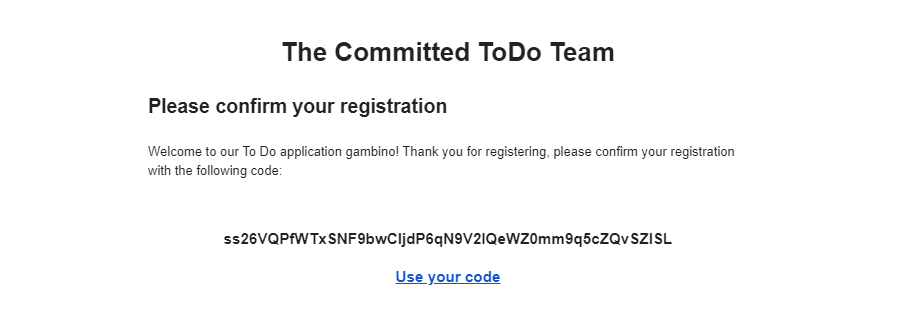 The Committed ToDo Team
Please confirm your registration
Welcome to our To Do application gambino! Thank you for registering, please confirm your registration
with the following code:
ss26VQPfWTxSNF9bwCIjdP6qN9V2IQeWZ0mm9q5cZQvSZISL
Use your code